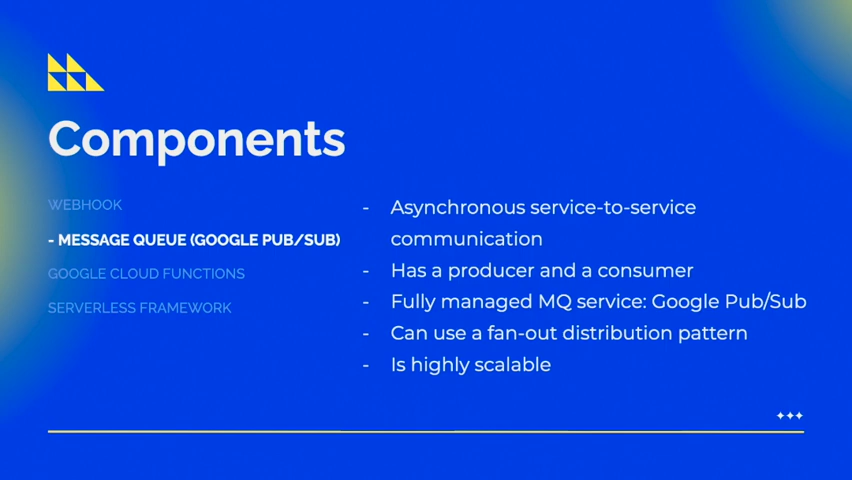 Components
WEBHOOK
- MESSAGE QUEUE (GOOGLE PUB/SUB)
GOOGLE CLOUD FUNCTIONS
SERVERLESS FRAMEWORK
- Asynchronous service-to-service
communication
- Has a producer and a consumer
- Fully managed MQ service: Google Pub/Sub
- Can use a fan-out distribution pattern
- Is highly scalable